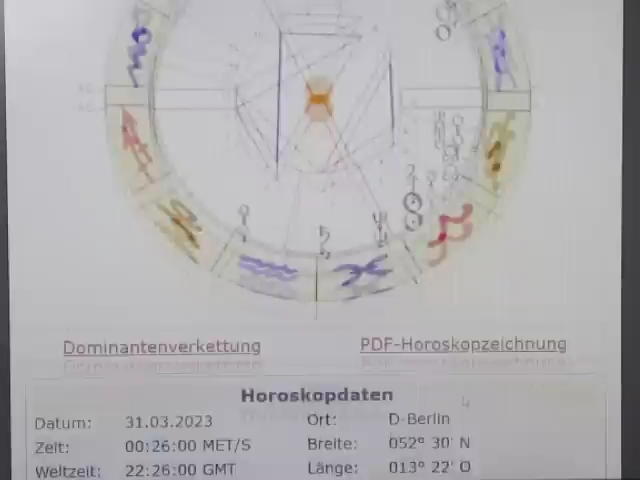 Dominantenverkettung PDF-Horoskopzeichnung
Horoskopdaten
Datum: 31.03.2023 Ort: D-Berlin
Zeit: 00:26:00 MET/S Breite: 052° 30' N
Weltzeit: 22:26:00 GMT Länge: 013° 22' O